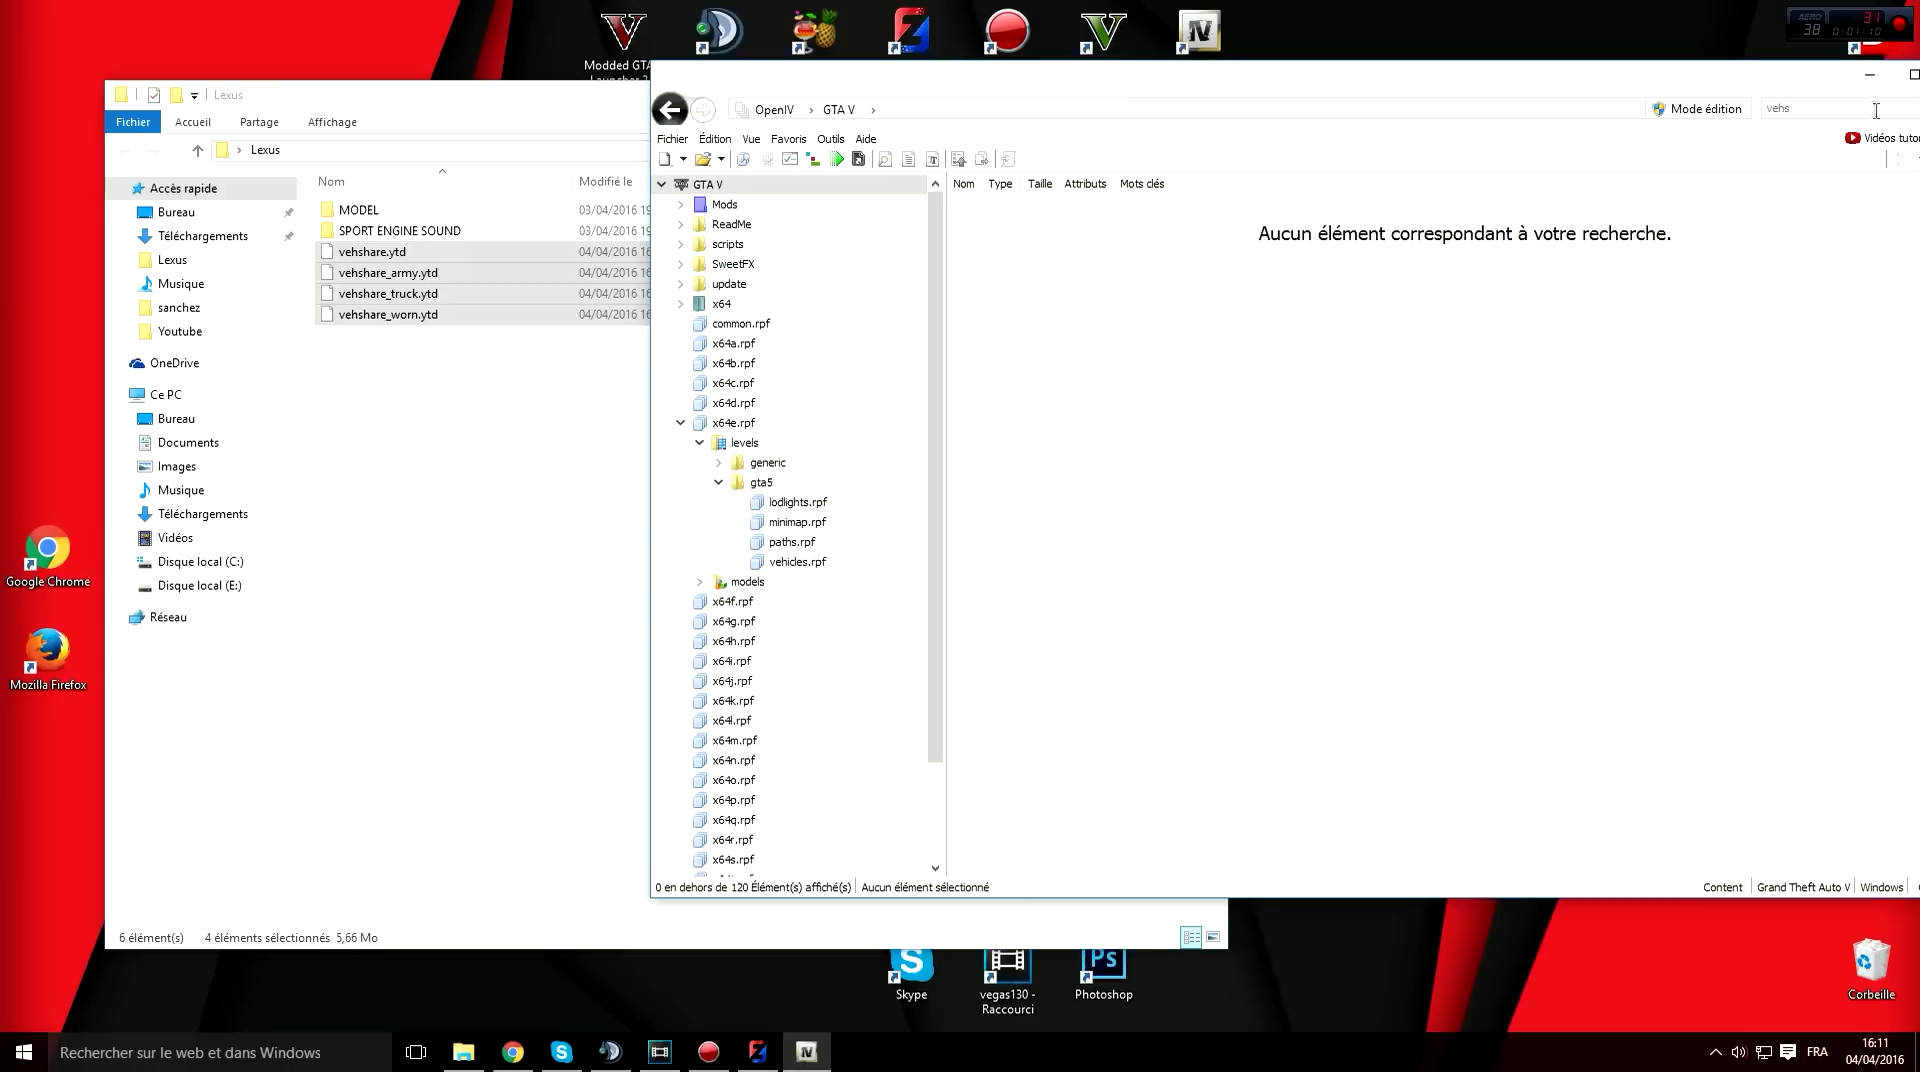 Modded GTA
Launcher 2
AERO
38
31
0:01:10
Lexus
Fichier
Accueil
Partage
Affichage
Lexus
Nom
Modifié le
Accès rapide
Bureau
Téléchargements
Lexus
Musique
sanchez
Youtube
OneDrive
Ce PC
Bureau
Documents
Images
Musique
Téléchargements
Vidéos
Disque local (C:)
Disque local (E:)
Réseau
MODEL 03/04/2016 19
SPORT ENGINE SOUND 03/04/2016 19
vehshare.ytd 04/04/2016 16
vehshare_army.ytd 04/04/2016 16
vehshare_truck.ytd 04/04/2016 16
vehshare_worn.ytd 04/04/2016 16
6 élément(s) 4 éléments sélectionnés 5,66 Mo
OpenIV > GTA V >
Mode édition
vehs
Fichier Édition Vue Favoris Outils Aide
Vidéos tutor
GTA V
Mods
ReadMe
scripts
SweetFX
update
x64
common.rpf
x64a.rpf
x64b.rpf
x64c.rpf
x64d.rpf
x64e.rpf
levels
generic
gta5
lodlights.rpf
minimap.rpf
paths.rpf
vehicles.rpf
models
x64f.rpf
x64g.rpf
x64h.rpf
x64i.rpf
x64j.rpf
x64k.rpf
x64l.rpf
x64m.rpf
x64n.rpf
x64o.rpf
x64p.rpf
x64q.rpf
x64r.rpf
x64s.rpf
Nom Type Taille Attributs Mots clés
Aucun élément correspondant à votre recherche.
0 en dehors de 120 Élément(s) affiché(s) Aucun élément sélectionné
Content Grand Theft Auto V Windows
Google Chrome
Mozilla Firefox
Skype
vegas130 -
Raccourci
Ps
Photoshop
Corbeille
Rechercher sur le web et dans Windows
FRA
16:11
04/04/2016